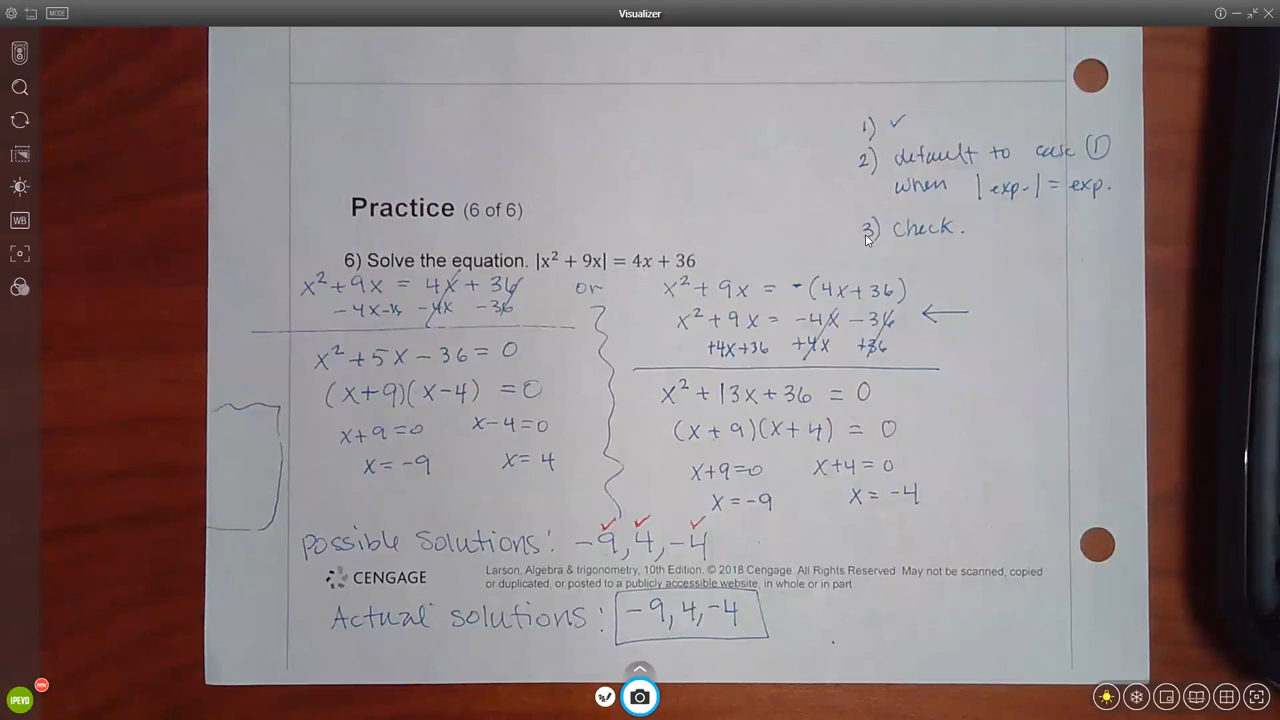 MODE
Visualizer
1) ✓
2) default to case ①
when | exp. | = exp.
3) check.
Practice (6 of 6)
6) Solve the equation. |x² + 9x| = 4x + 36
x² + 9x = 4x + 36 or x² + 9x = -(4x + 36)
-4x-36 -4x -36
x² + 9x = -4x - 36 ←
+4x+36 +4x +36
x² + 5x - 36 = 0
x² + 13x + 36 = 0
(x+9)(x-4) = 0
(x+9)(x+4) = 0
x+9=0 x-4=0
x+9=0 x+4=0
x=-9 x=4
x=-9 x=-4
possible solutions: -9, 4, -4
CENGAGE
Larson, Algebra & trigonometry, 10th Edition. © 2018 Cengage. All Rights Reserved May not be scanned, copied
or duplicated, or posted to a publicly accessible website, in whole or in part
Actual solutions: -9, 4, -4
WB
IPEVO
new